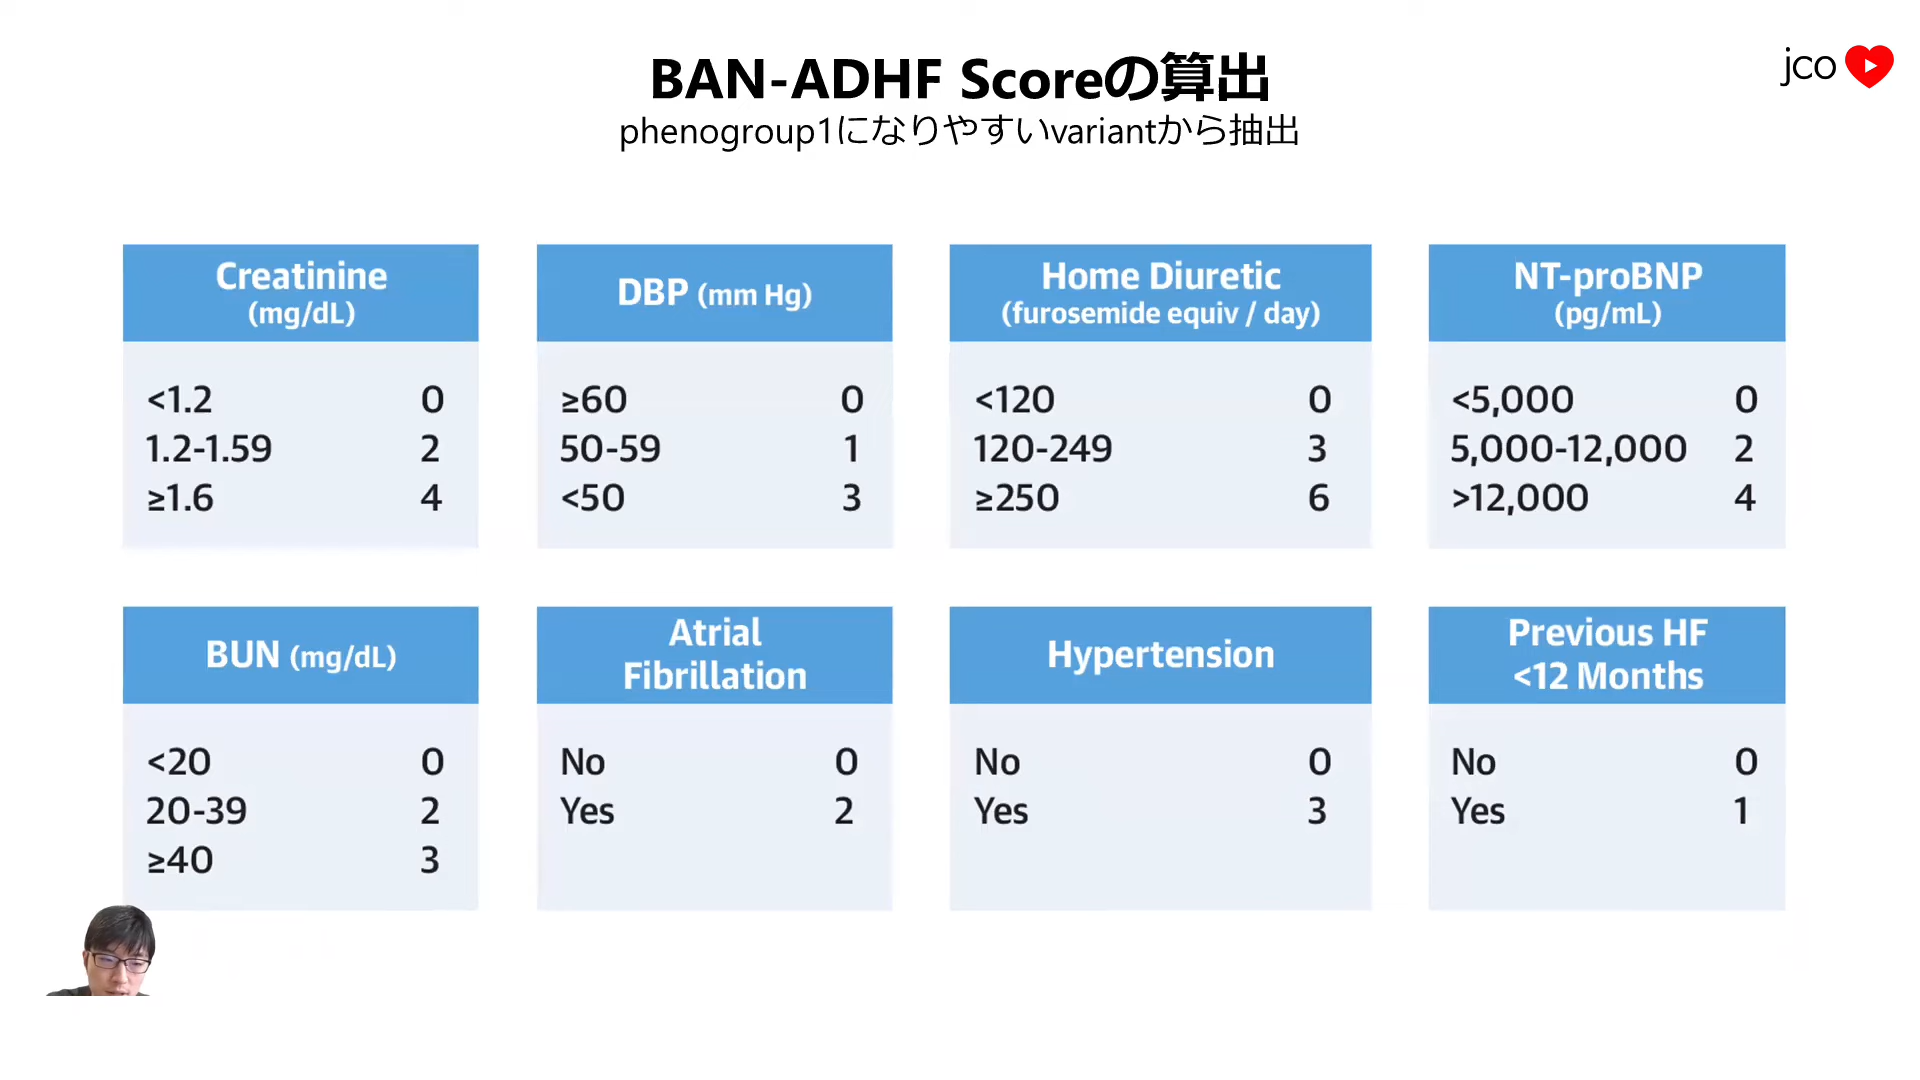 BAN-ADHF Scoreの算出
phenogroup1になりやすいvariantから抽出
jco
Creatinine
(mg/dL)
<1.2 0
1.2-1.59 2
≥1.6 4
DBP (mm Hg)
≥60 0
50-59 1
<50 3
Home Diuretic
(furosemide equiv / day)
<120 0
120-249 3
≥250 6
NT-proBNP
(pg/mL)
<5,000 0
5,000-12,000 2
>12,000 4
BUN (mg/dL)
<20 0
20-39 2
≥40 3
Atrial
Fibrillation
No 0
Yes 2
Hypertension
No 0
Yes 3
Previous HF
<12 Months
No 0
Yes 1